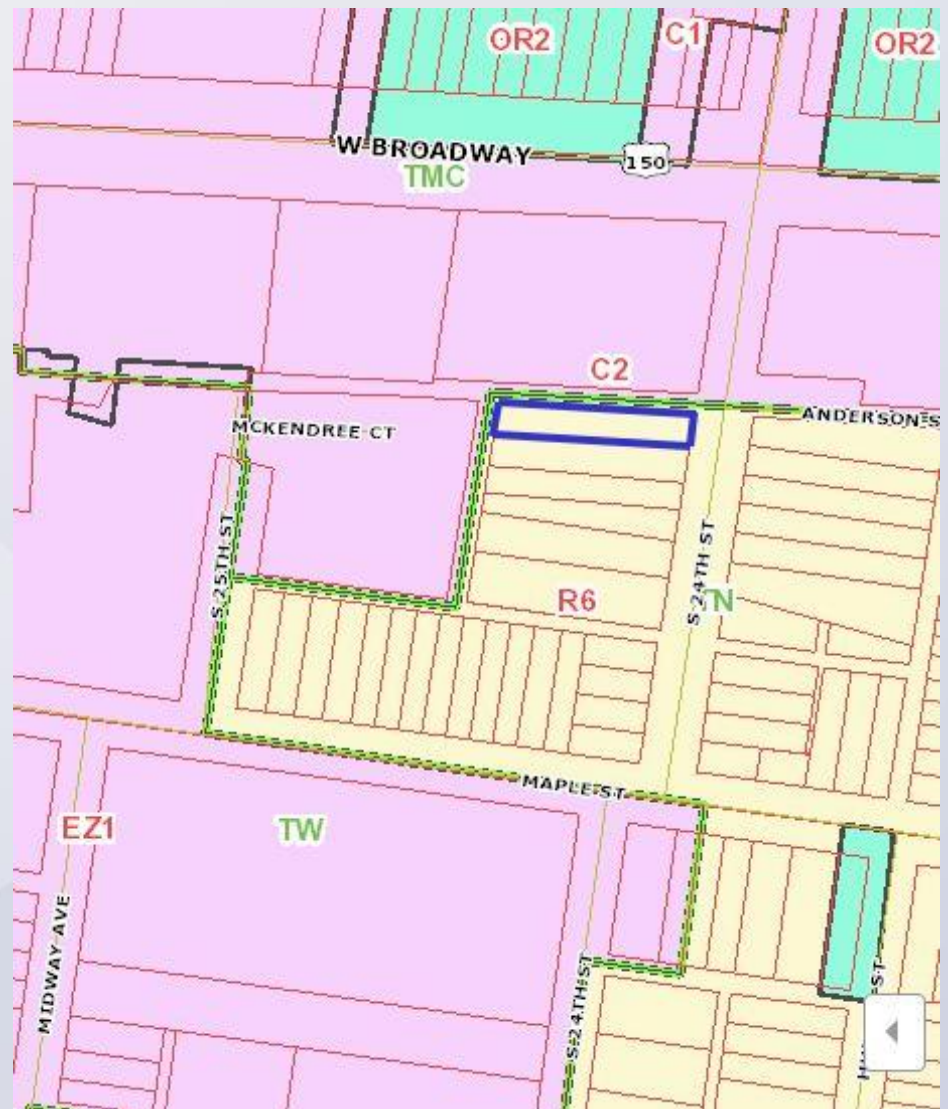 OR2
C1
OR2
W BROADWAY
150
TMC
C2
ANDERSON S
MCKENDREE CT
S 25TH ST
S 24TH ST
R6
TN
MAPLE ST
EZ1
TW
MIDWAY AVE
S 24TH ST
ST